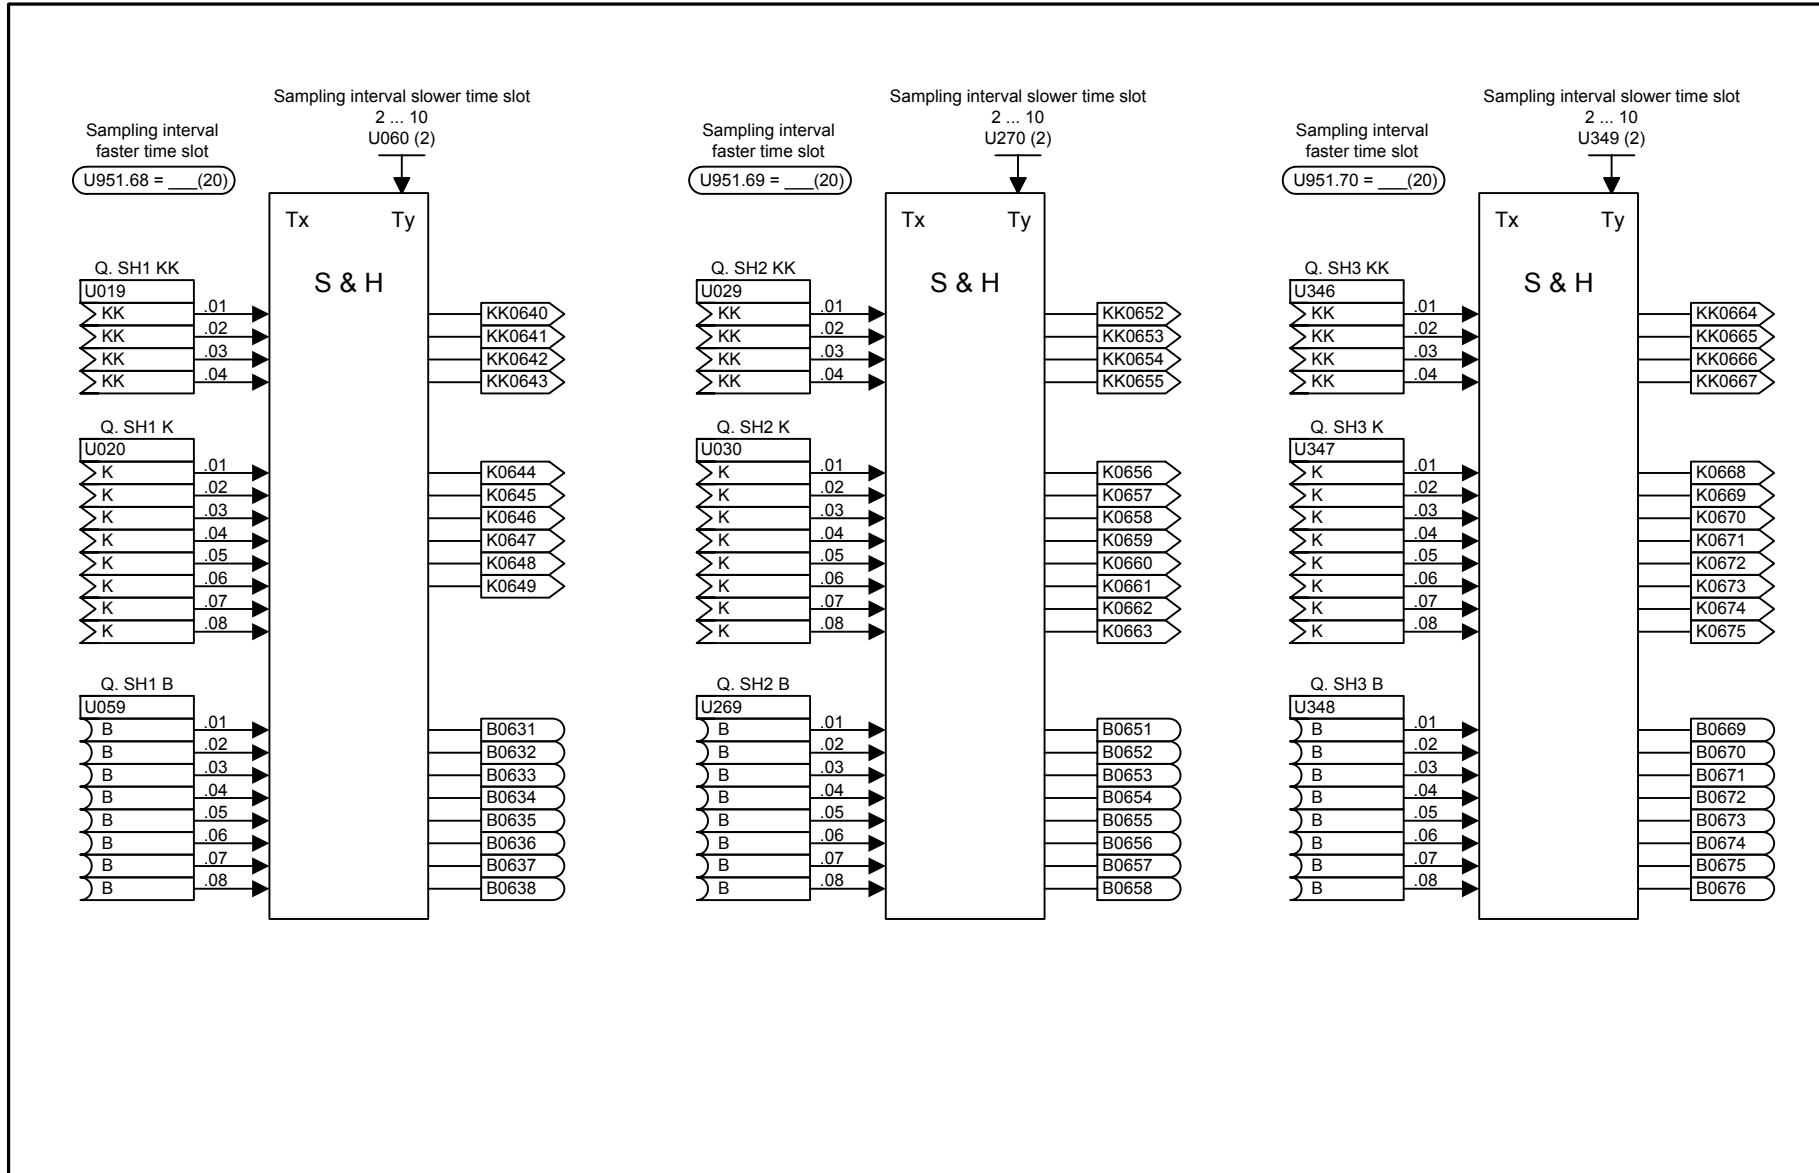 Sampling interval slower time slot
2 ... 10
U060 (2)
Sampling interval
faster time slot
U951.68 = ___(20)
Tx Ty
S & H
Q. SH1 KK
U019
KK .01 KK0640
KK .02 KK0641
KK .03 KK0642
KK .04 KK0643
Q. SH1 K
U020
K .01 K0644
K .02 K0645
K .03 K0646
K .04 K0647
K .05 K0648
K .06 K0649
K .07
K .08
Q. SH1 B
U059
B .01 B0631
B .02 B0632
B .03 B0633
B .04 B0634
B .05 B0635
B .06 B0636
B .07 B0637
B .08 B0638
Sampling interval slower time slot
2 ... 10
U270 (2)
Sampling interval
faster time slot
U951.69 = ___(20)
Tx Ty
S & H
Q. SH2 KK
U029
KK .01 KK0652
KK .02 KK0653
KK .03 KK0654
KK .04 KK0655
Q. SH2 K
U030
K .01 K0656
K .02 K0657
K .03 K0658
K .04 K0659
K .05 K0660
K .06 K0661
K .07 K0662
K .08 K0663
Q. SH2 B
U269
B .01 B0651
B .02 B0652
B .03 B0653
B .04 B0654
B .05 B0655
B .06 B0656
B .07 B0657
B .08 B0658
Sampling interval slower time slot
2 ... 10
U349 (2)
Sampling interval
faster time slot
U951.70 = ___(20)
Tx Ty
S & H
Q. SH3 KK
U346
KK .01 KK0664
KK .02 KK0665
KK .03 KK0666
KK .04 KK0667
Q. SH3 K
U347
K .01 K0668
K .02 K0669
K .03 K0670
K .04 K0671
K .05 K0672
K .06 K0673
K .07 K0674
K .08 K0675
Q. SH3 B
U348
B .01 B0669
B .02 B0670
B .03 B0671
B .04 B0672
B .05 B0673
B .06 B0674
B .07 B0675
B .08 B0676